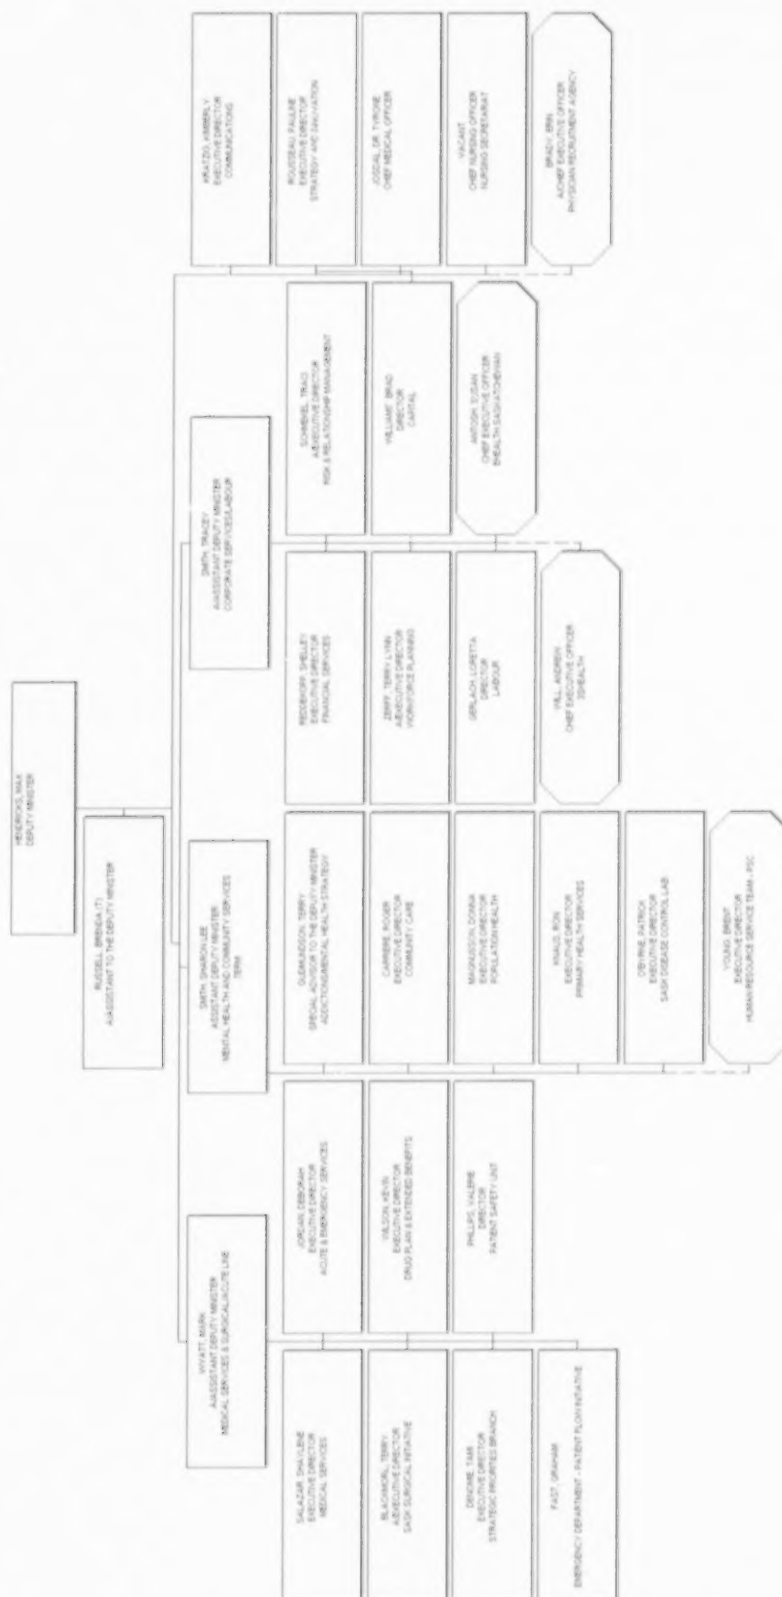 HENDRICKS, MAX
DEPUTY MINISTER
RUSSELL, BRENDA (T)
A/ASSISTANT TO THE DEPUTY MINISTER
WYATT, MARK
A/ASSISTANT DEPUTY MINISTER
MEDICAL SERVICES & SURGICAL/ACUTE LINE
SALAZAR, SHAYLENE
EXECUTIVE DIRECTOR
MEDICAL SERVICES
BLACKMORE, TERRY
A/EXECUTIVE DIRECTOR
SASK SURGICAL INITIATIVE
DENOMIE, TAMI
EXECUTIVE DIRECTOR
STRATEGIC PRIORITIES BRANCH
FAST, GRAHAM
EMERGENCY DEPARTMENT - PATIENT FLOW INITIATIVE
JORDAN, DEBORAH
EXECUTIVE DIRECTOR
ACUTE & EMERGENCY SERVICES
WILSON, KEVIN
EXECUTIVE DIRECTOR
DRUG PLAN & EXTENDED BENEFITS
PHILLIPS, VALERIE
DIRECTOR
PATIENT SAFETY UNIT
SMITH, SHARON LEE
ASSISTANT DEPUTY MINISTER
MENTAL HEALTH AND COMMUNITY SERVICES
TERM
GUDMUNDSON, TERRY
SPECIAL ADVISOR TO THE DEPUTY MINISTER
ADDICTIONS/MENTAL HEALTH STRATEGY
CARRIERE, ROGER
EXECUTIVE DIRECTOR
COMMUNITY CARE
MAGNUSSON, DONNA
EXECUTIVE DIRECTOR
POPULATION HEALTH
KNAUS, RON
EXECUTIVE DIRECTOR
PRIMARY HEALTH SERVICES
O'BYRNE, PATRICK
EXECUTIVE DIRECTOR
SASK DISEASE CONTROL LAB
YOUNG, BRENT
EXECUTIVE DIRECTOR
HUMAN RESOURCE SERVICE TEAM - PSC
SMITH, TRACEY
A/ASSISTANT DEPUTY MINISTER
CORPORATE SERVICES/LABOUR
REDDEKOPP, SHELLEY
EXECUTIVE DIRECTOR
FINANCIAL SERVICES
ZERFF, TERRY LYNN
A/EXECUTIVE DIRECTOR
WORKFORCE PLANNING
GERLACH, LORETTA
DIRECTOR
LABOUR
WILL, ANDREW
CHIEF EXECUTIVE OFFICER
3SHEALTH
SCHMEKEL, TRACI
A/EXECUTIVE DIRECTOR
RISK & RELATIONSHIP MANAGEMENT
WILLIAMS, BRAD
DIRECTOR
CAPITAL
ANTOSH, SUSAN
CHIEF EXECUTIVE OFFICER
EHEALTH SASKATCHEWAN
KRATZIG, KIMBERLY
EXECUTIVE DIRECTOR
COMMUNICATIONS
ROUSSEAU, PAULINE
EXECUTIVE DIRECTOR
STRATEGY AND INNOVATION
JOSDAL, DR. TYRONE
CHIEF MEDICAL OFFICER
VACANT
CHIEF NURSING OFFICER
NURSING SECRETARIAT
BRADY, ERIN
A/CHIEF EXECUTIVE OFFICER
PHYSICIAN RECRUITMENT AGENCY